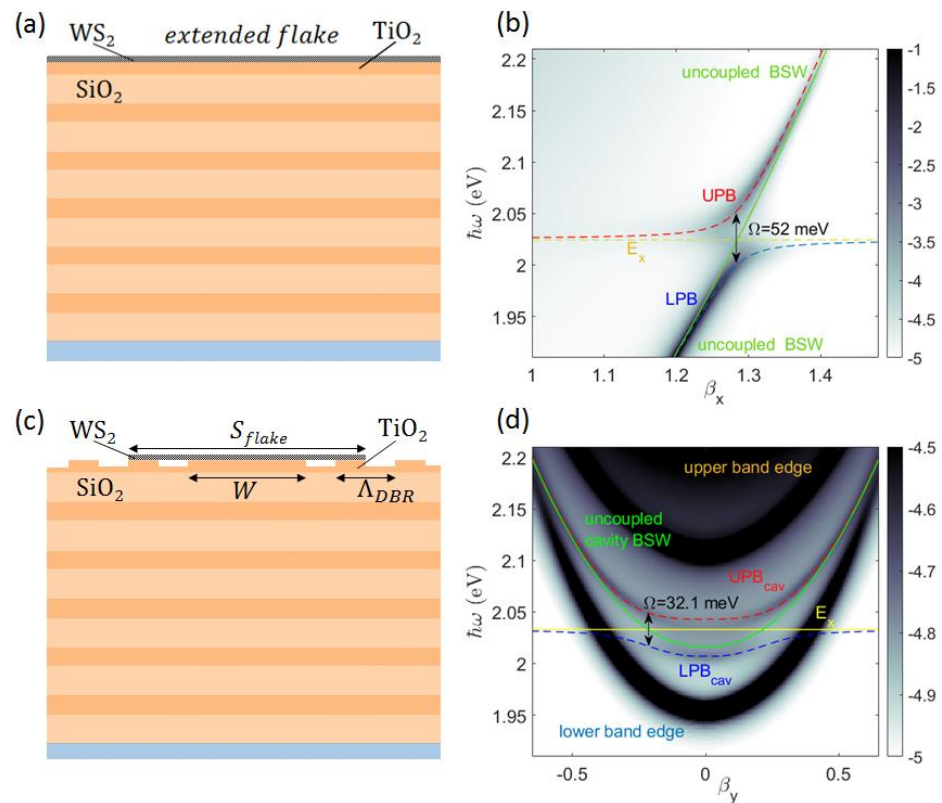 (a)
WS₂
extended flake
TiO₂
SiO₂
(b)
2.2
2.15
2.1
2.05
2
1.95
ħω (eV)
uncoupled BSW
UPB
Ω=52 meV
Eₓ
LPB
uncoupled BSW
1
1.1
1.2
1.3
1.4
βₓ
-1
-1.5
-2
-2.5
-3
-3.5
-4
-4.5
-5
(c)
WS₂
S_flake
TiO₂
SiO₂
W
Λ_DBR
(d)
2.2
2.15
2.1
2.05
2
1.95
ħω (eV)
upper band edge
uncoupled
cavity BSW
UPB_cav
Ω=32.1 meV
Eₓ
LPB_cav
lower band edge
-0.5
0
0.5
β_y
-4.5
-4.6
-4.7
-4.8
-4.9
-5